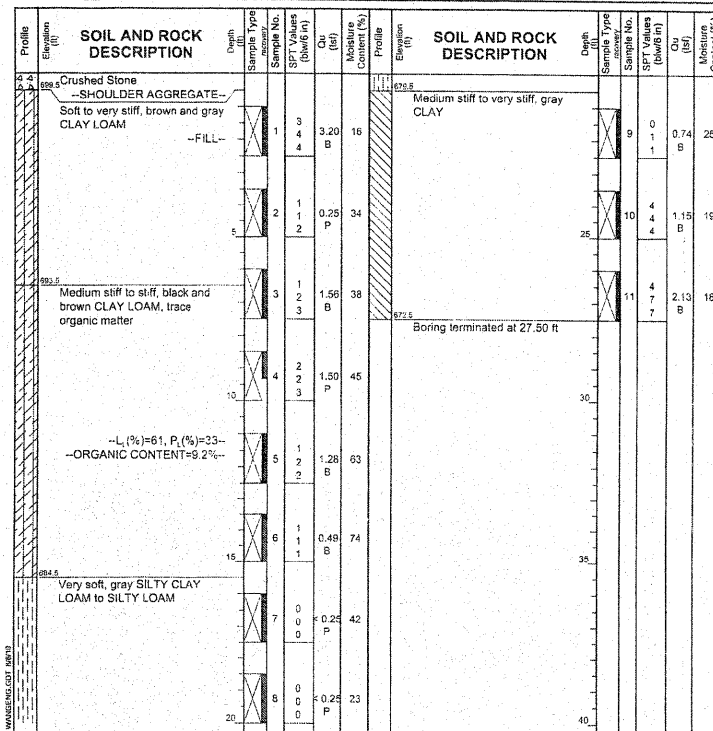 Profile
Elevation (ft)
SOIL AND ROCK DESCRIPTION
Depth (ft)
Sample Type
recovery
Sample No.
SPT Values (blw/6 in)
Qu (tsf)
Moisture Content (%)
Crushed Stone
699.5 --SHOULDER AGGREGATE--
Soft to very stiff, brown and gray
CLAY LOAM
--FILL--
1 3 4 4 3.20 B 16
2 1 1 2 0.25 P 34
5
693.5
Medium stiff to stiff, black and
brown CLAY LOAM, trace
organic matter
3 1 2 3 1.56 B 38
4 2 2 3 1.50 P 45
10
--LL(%)=61, PL(%)=33--
--ORGANIC CONTENT=9.2%--
5 1 2 2 1.28 B 63
6 1 1 1 0.49 B 74
15
684.5
Very soft, gray SILTY CLAY
LOAM to SILTY LOAM
7 0 0 0 < 0.25 P 42
8 0 0 0 < 0.25 P 23
20
Profile
Elevation (ft)
SOIL AND ROCK DESCRIPTION
Depth (ft)
Sample Type
recovery
Sample No.
SPT Values (blw/6 in)
Qu (tsf)
Moisture
679.5
Medium stiff to very stiff, gray
CLAY
9 0 1 1 0.74 B 25
10 4 4 4 1.15 B 19
25
11 4 7 7 2.13 B 18
672.5
Boring terminated at 27.50 ft
30
35
40
WANGENG.GDT